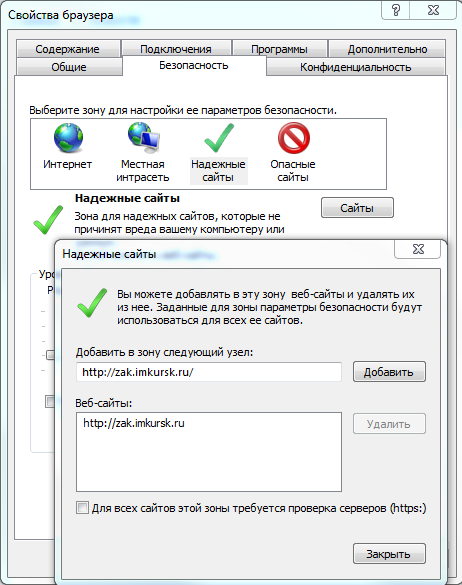 Свойства браузера
Содержание Подключения Программы Дополнительно
Общие Безопасность Конфиденциальность
Выберите зону для настройки ее параметров безопасности.
Интернет Местная интрасеть Надежные сайты Опасные сайты
Надежные сайты
Зона для надежных сайтов, которые не
причинят вреда вашему компьютеру или
Сайты
Надежные сайты
Вы можете добавлять в эту зону веб-сайты и удалять их
из нее. Заданные для зоны параметры безопасности будут
использоваться для всех ее сайтов.
Добавить в зону следующий узел:
http://zak.imkursk.ru/ Добавить
Веб-сайты:
http://zak.imkursk.ru Удалить
Для всех сайтов этой зоны требуется проверка серверов (https:)
Закрыть